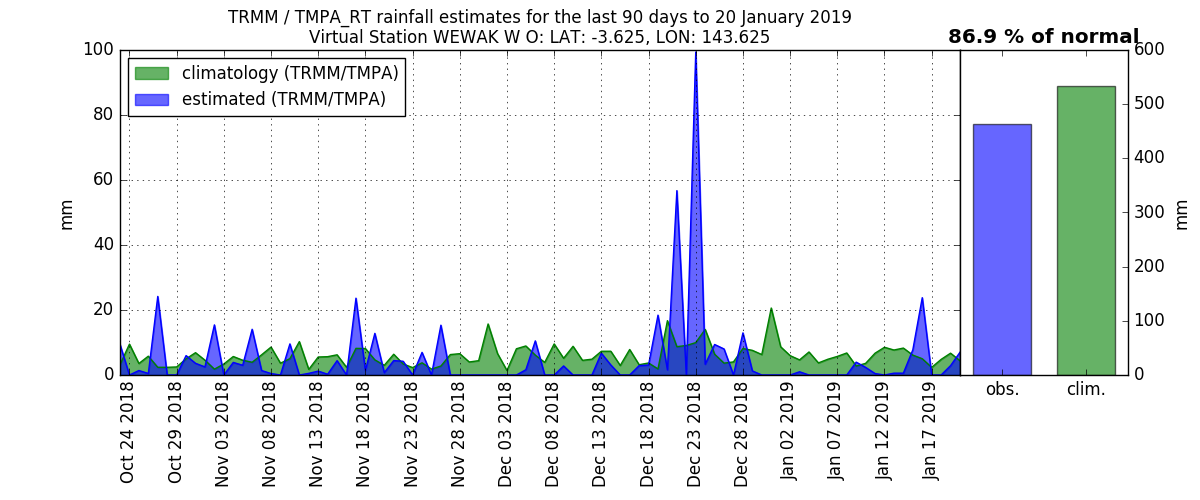 TRMM / TMPA_RT rainfall estimates for the last 90 days to 20 January 2019
Virtual Station WEWAK W O: LAT: -3.625, LON: 143.625
86.9 % of normal
climatology (TRMM/TMPA)
estimated (TRMM/TMPA)
100
80
60
40
20
0
mm
600
500
400
300
200
100
0
mm
obs.
clim.
Oct 24 2018
Oct 29 2018
Nov 03 2018
Nov 08 2018
Nov 13 2018
Nov 18 2018
Nov 23 2018
Nov 28 2018
Dec 03 2018
Dec 08 2018
Dec 13 2018
Dec 18 2018
Dec 23 2018
Dec 28 2018
Jan 02 2019
Jan 07 2019
Jan 12 2019
Jan 17 2019